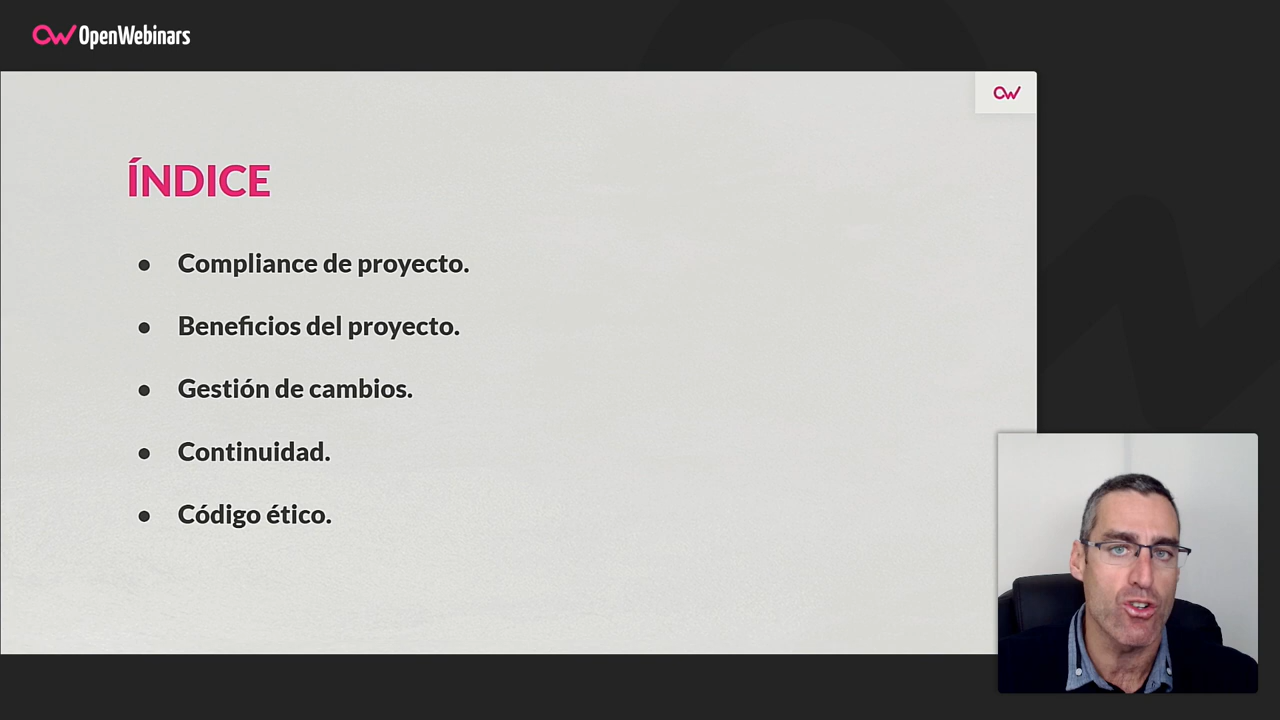 OpenWebinars
ÍNDICE
● Compliance de proyecto.
● Beneficios del proyecto.
● Gestión de cambios.
● Continuidad.
● Código ético.